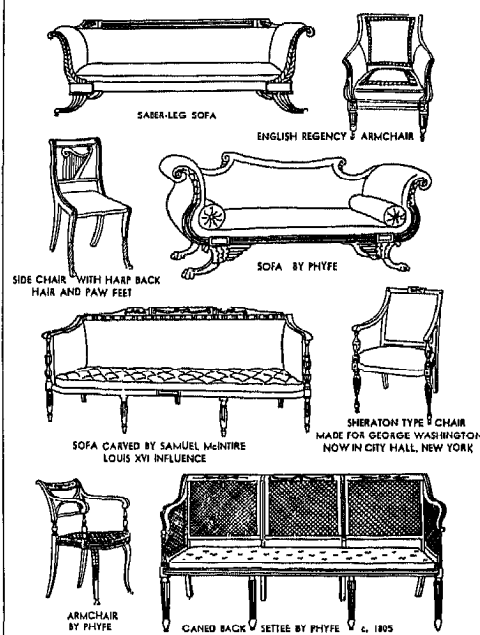 SABER-LEG SOFA
ENGLISH REGENCY ARMCHAIR
SIDE CHAIR WITH HARP BACK
HAIR AND PAW FEET
SOFA BY PHYFE
SOFA CARVED BY SAMUEL McINTIRE
LOUIS XVI INFLUENCE
SHERATON TYPE CHAIR
MADE FOR GEORGE WASHINGTON
NOW IN CITY HALL, NEW YORK
ARMCHAIR
BY PHYFE
CANED BACK SETTEE BY PHYFE c. 1805